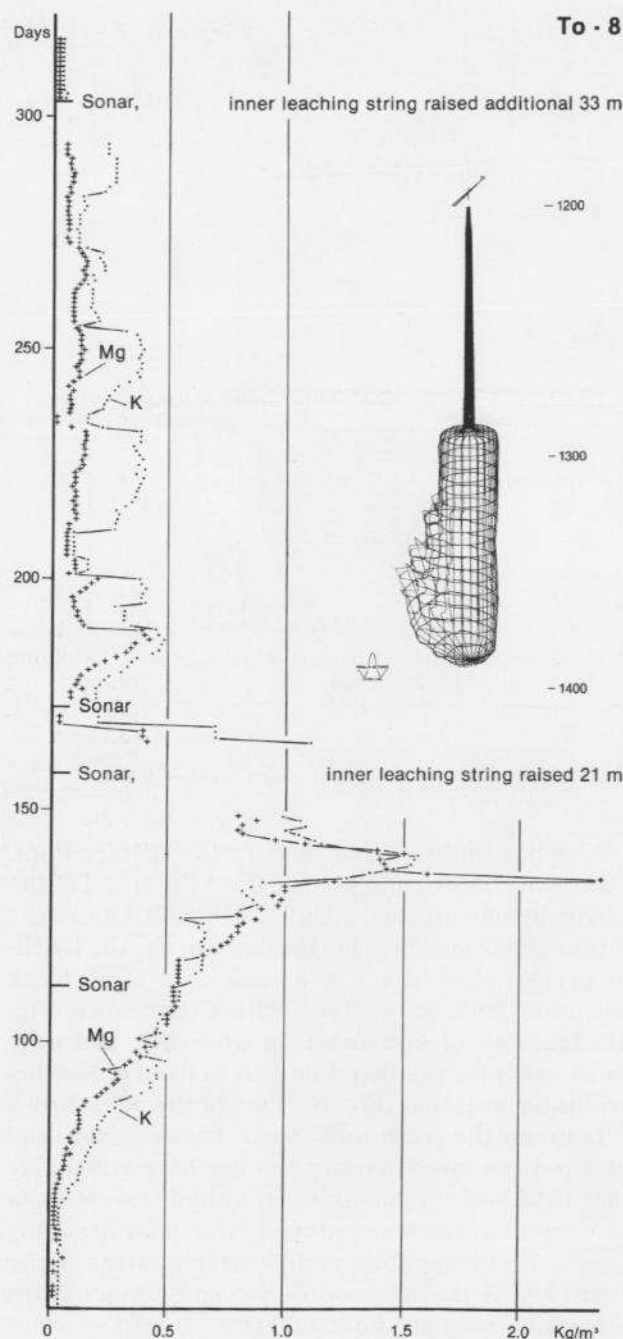 To - 8
Days
300
Sonar, inner leaching string raised additional 33 m
- 1200
250
Mg
K
- 1300
200
- 1400
Sonar
Sonar, inner leaching string raised 21 m
150
Sonar
100
Mg
K
0 0.5 1.0 1.5 2.0 Kg/m³